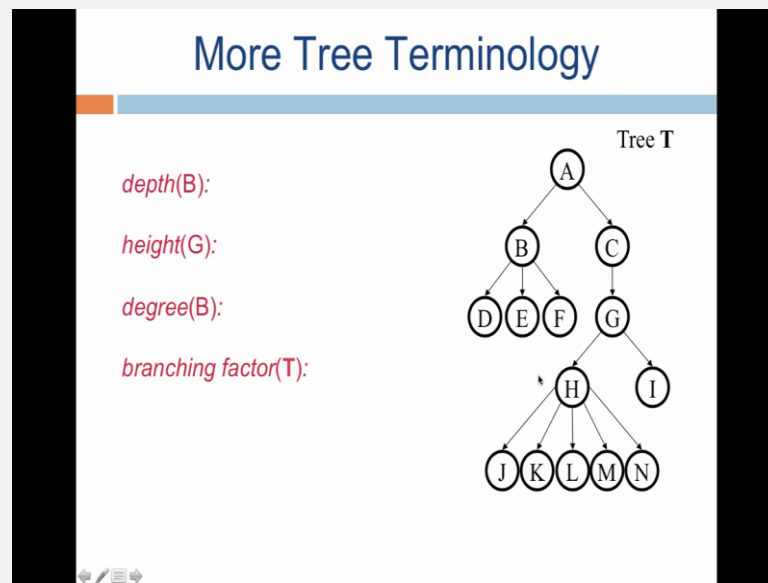 More Tree Terminology
Tree T
depth(B):
height(G):
degree(B):
branching factor(T):
A
B
C
D
E
F
G
H
I
J
K
L
M
N